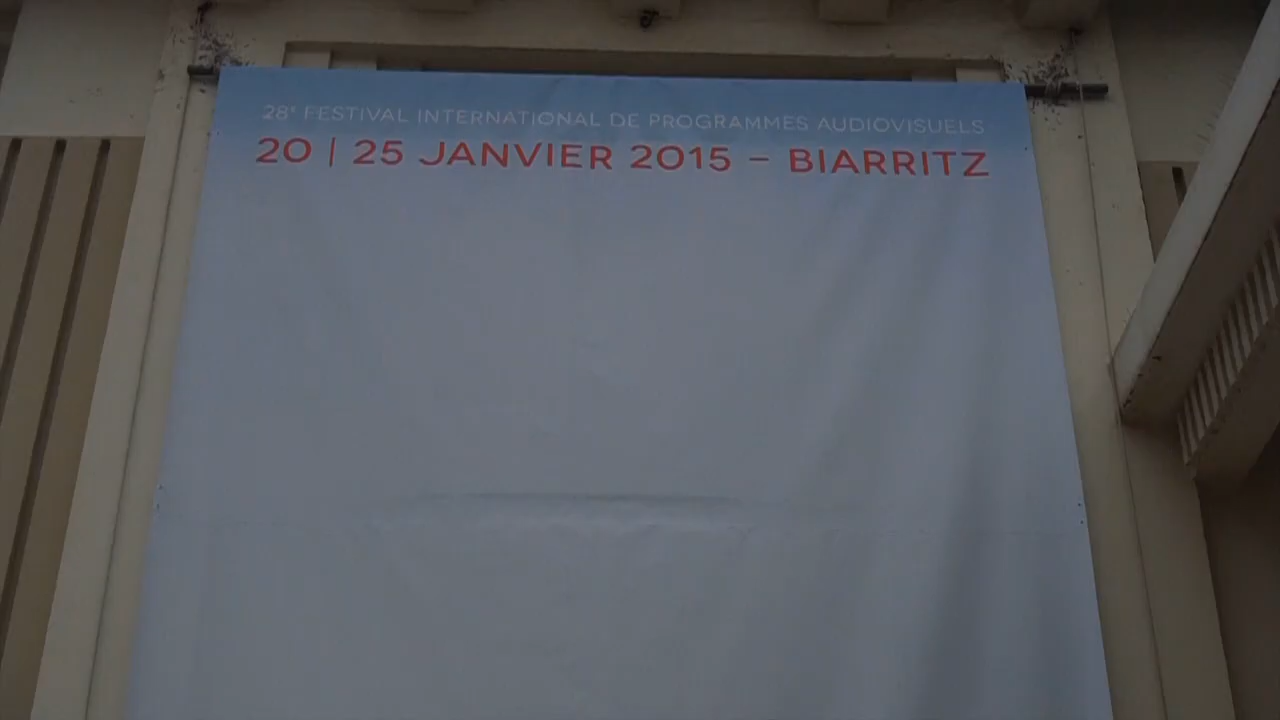 28e FESTIVAL INTERNATIONAL DE PROGRAMMES AUDIOVISUELS
20 | 25 JANVIER 2015 – BIARRITZ